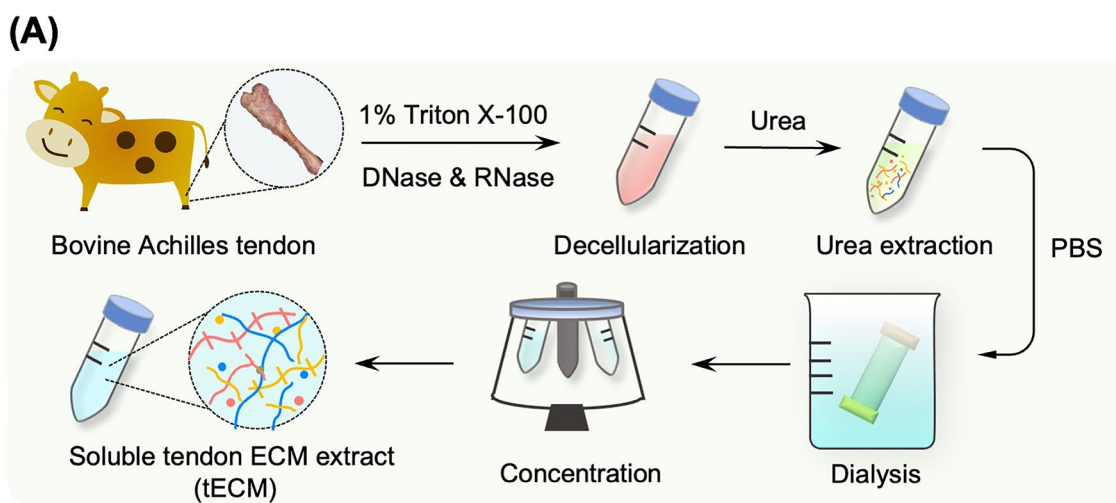 (A)
1% Triton X-100
DNase & RNase
Urea
Bovine Achilles tendon
Decellularization
Urea extraction
PBS
Soluble tendon ECM extract
(tECM)
Concentration
Dialysis